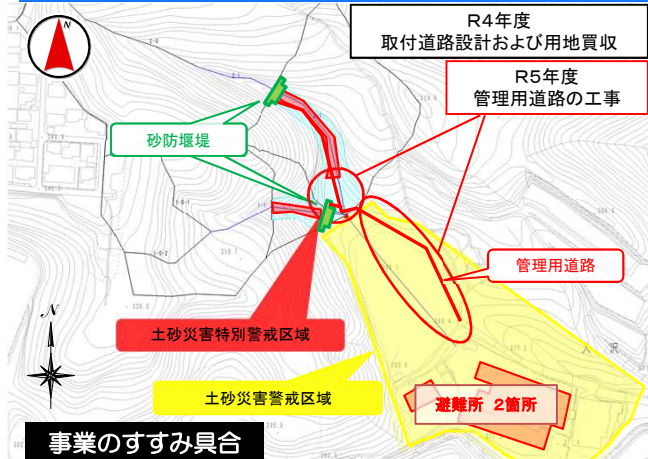 R4年度
取付道路設計および用地買収
R5年度
管理用道路の工事
N
砂防堰堤
管理用道路
土砂災害特別警戒区域
土砂災害警戒区域
避難所 2箇所
N
事業のすすみ具合